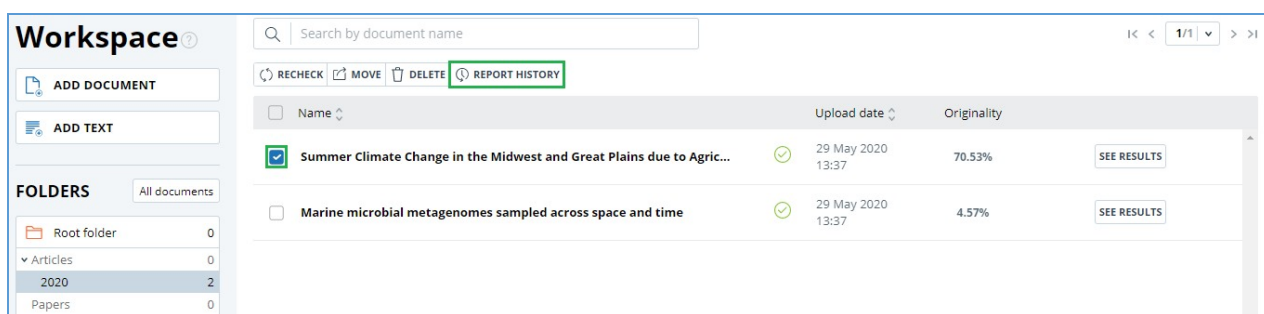 Workspace
ADD DOCUMENT
ADD TEXT
FOLDERS All documents
Root folder 0
Articles 0
2020 2
Papers 0
Search by document name
1/1
RECHECK MOVE DELETE REPORT HISTORY
Name Upload date Originality
Summer Climate Change in the Midwest and Great Plains due to Agric... 29 May 2020 70.53% SEE RESULTS
13:37
Marine microbial metagenomes sampled across space and time 29 May 2020 4.57% SEE RESULTS
13:37